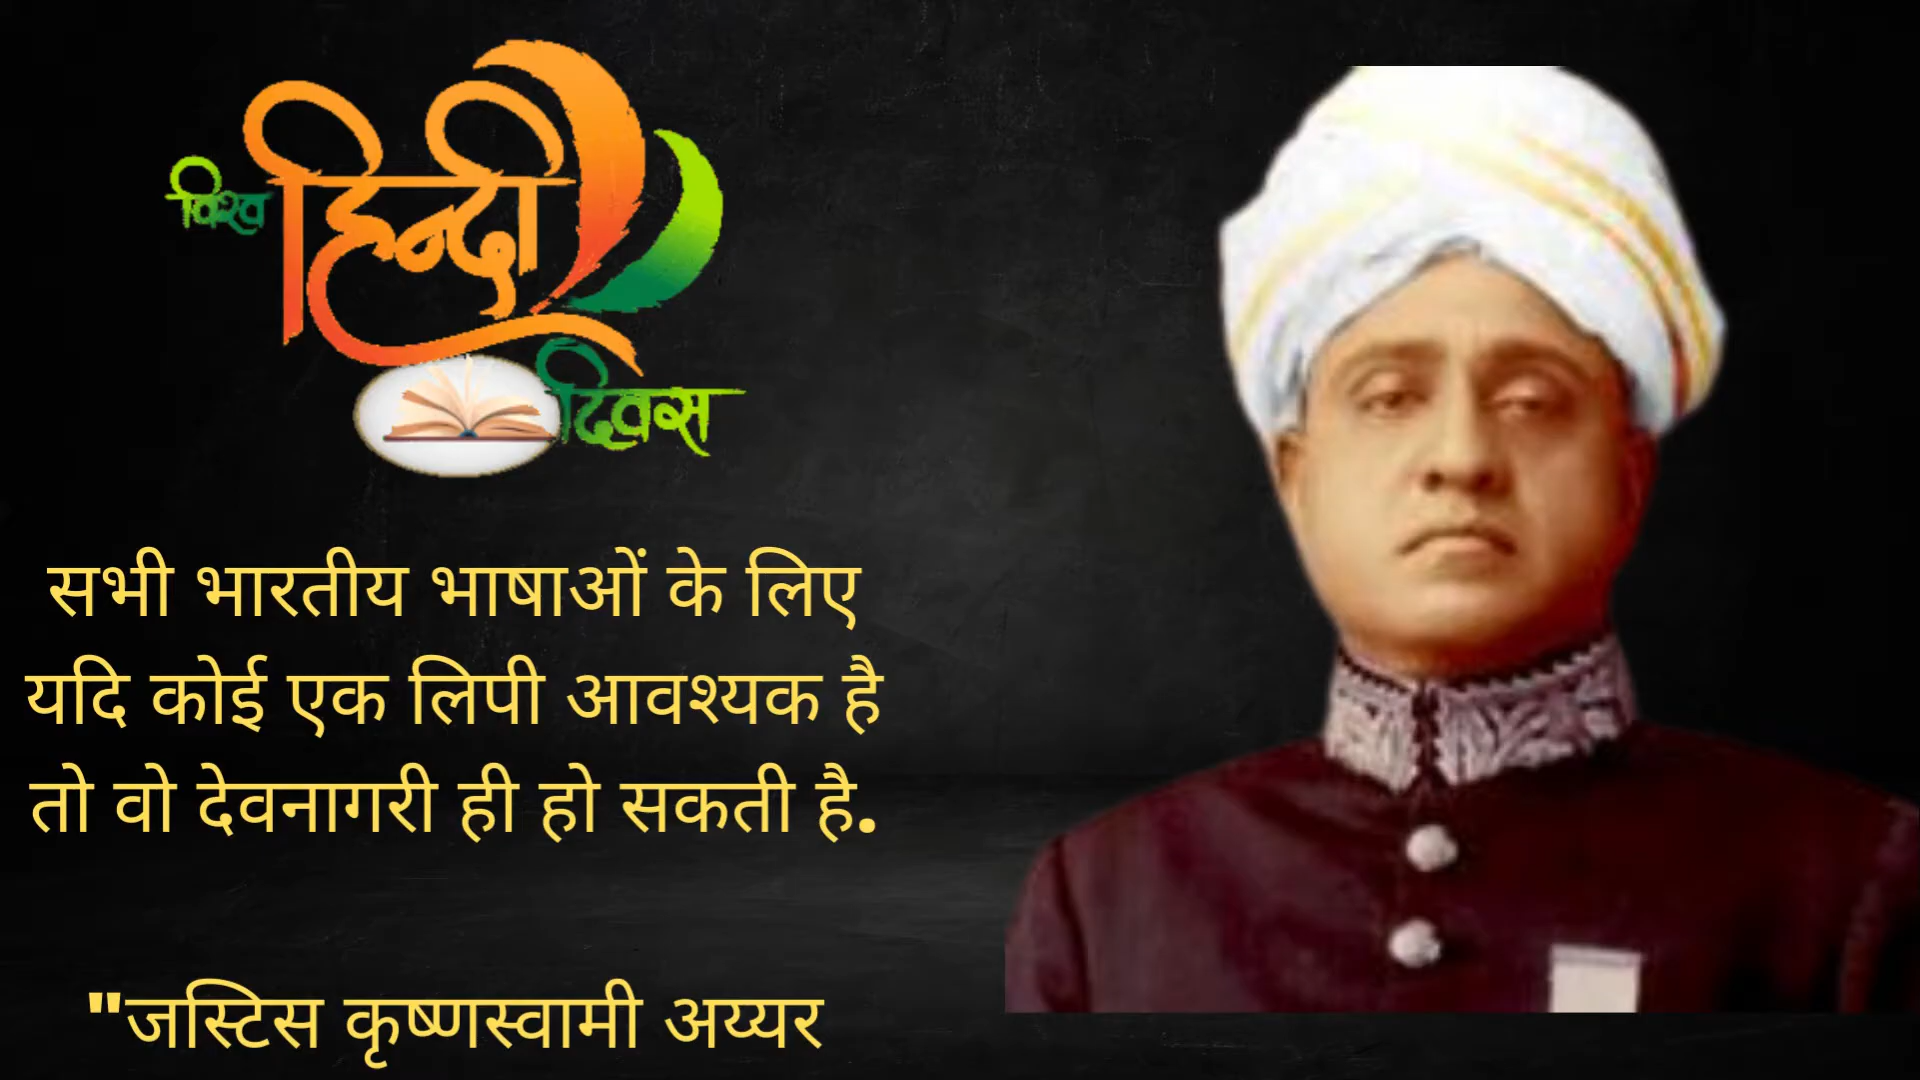 विश्व
हिन्दी
दिवस
सभी भारतीय भाषाओं के लिए
यदि कोई एक लिपी आवश्यक है
तो वो देवनागरी ही हो सकती है.
"जस्टिस कृष्णस्वामी अय्यर